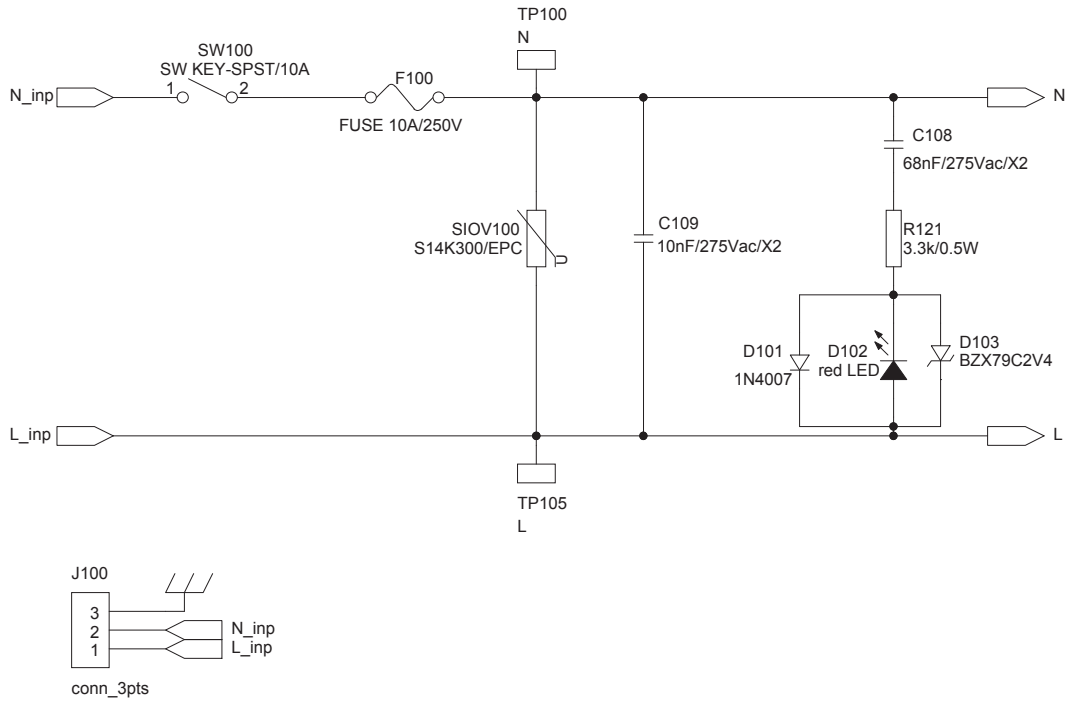 TP100
N
SW100
SW KEY-SPST/10A
1
2
F100
FUSE 10A/250V
N_inp
N
C108
68nF/275Vac/X2
SIOV100
S14K300/EPC
U
C109
10nF/275Vac/X2
R121
3.3k/0.5W
D101
1N4007
D102
red LED
D103
BZX79C2V4
L_inp
L
TP105
L
J100
3
2
1
N_inp
L_inp
conn_3pts